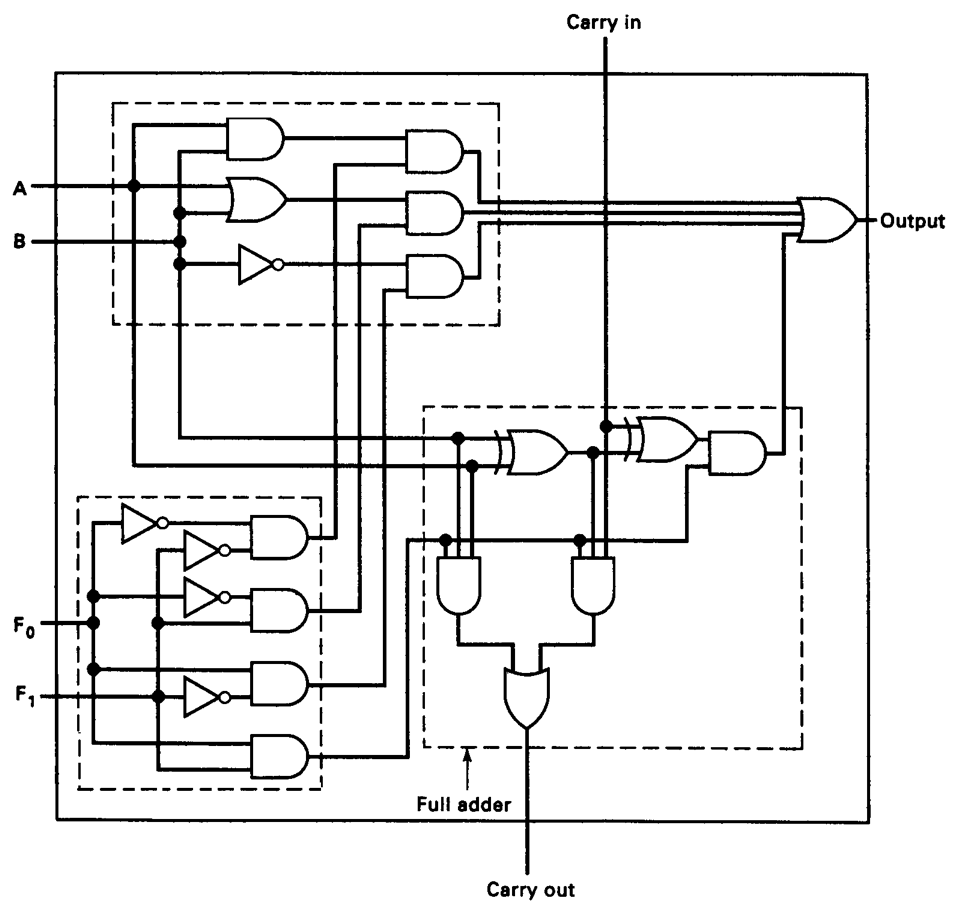 Carry in
A
B
Output
F₀
F₁
Full adder
Carry out